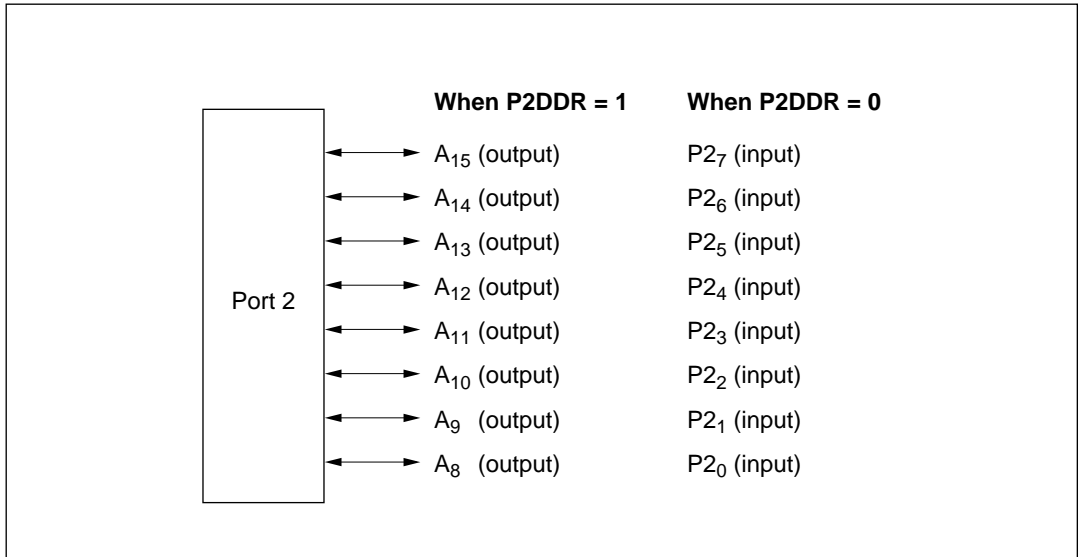 When P2DDR = 1 When P2DDR = 0
A15 (output) P27 (input)
A14 (output) P26 (input)
A13 (output) P25 (input)
A12 (output) P24 (input)
Port 2
A11 (output) P23 (input)
A10 (output) P22 (input)
A9 (output) P21 (input)
A8 (output) P20 (input)